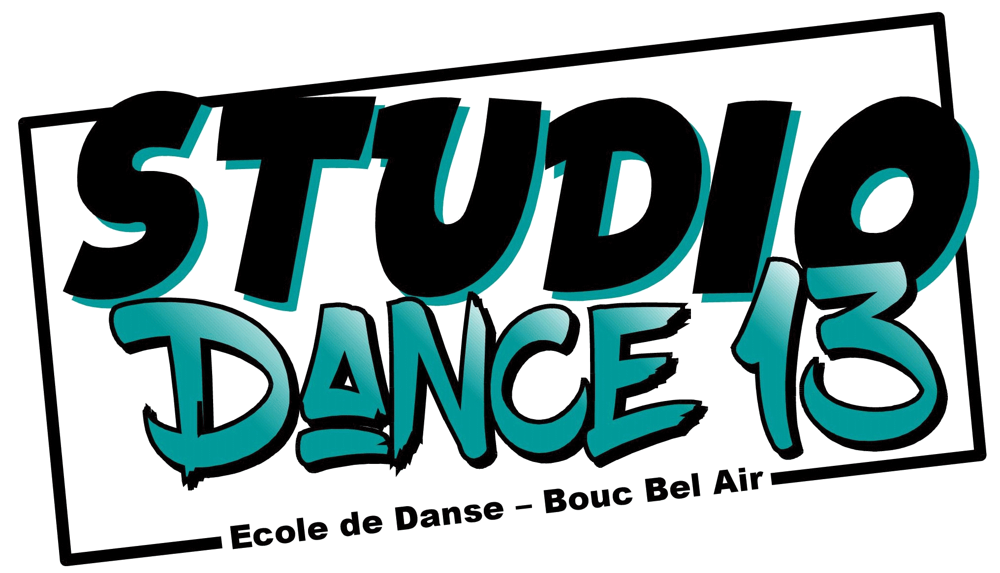 STUDIO
DANCE 13
Ecole de Danse – Bouc Bel Air